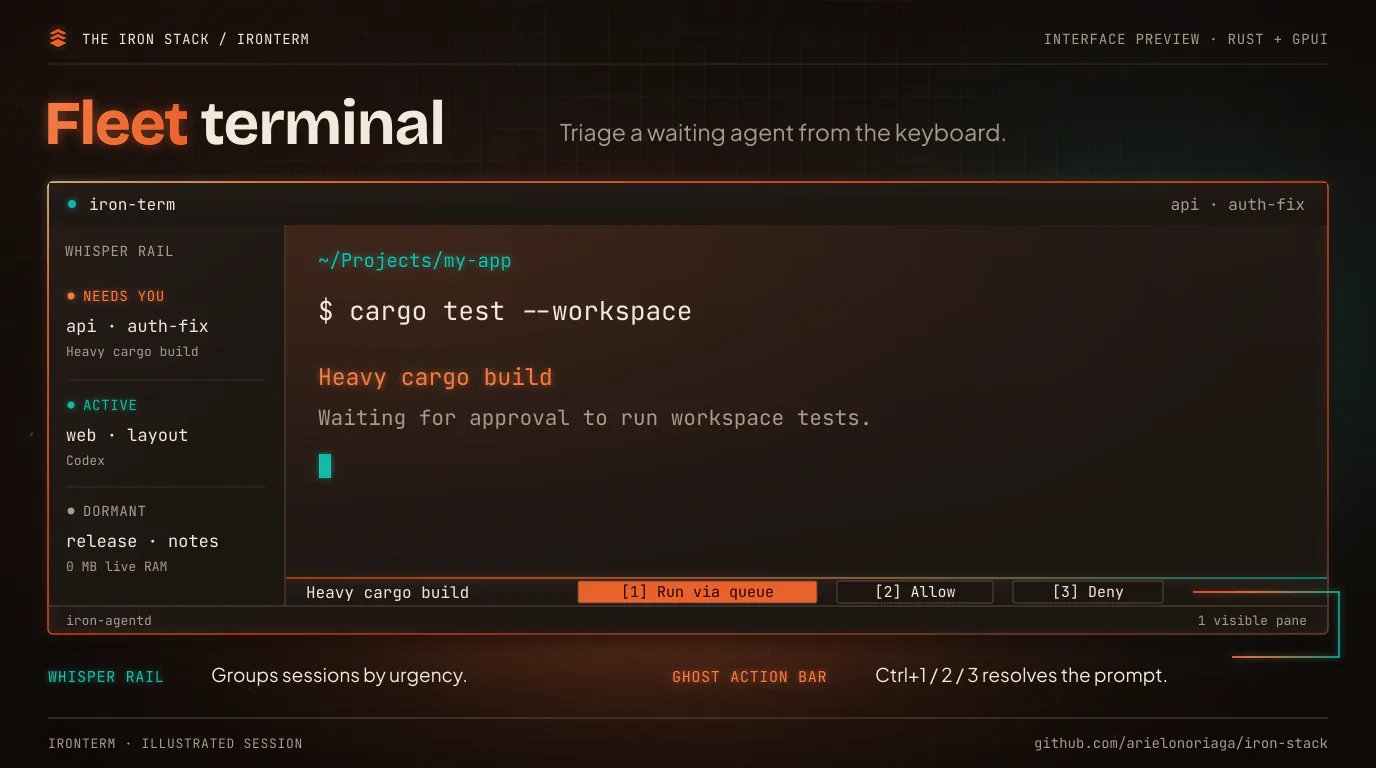 THE IRON STACK / IRONTERM
INTERFACE PREVIEW · RUST + GPUI
Fleet terminal
Triage a waiting agent from the keyboard.
iron-term
api · auth-fix
WHISPER RAIL
NEEDS YOU
api · auth-fix
Heavy cargo build
ACTIVE
web · layout
Codex
DORMANT
release · notes
0 MB live RAM
~/Projects/my-app
$ cargo test --workspace
Heavy cargo build
Waiting for approval to run workspace tests.
Heavy cargo build
[1] Run via queue
[2] Allow
[3] Deny
iron-agentd
1 visible pane
WHISPER RAIL
Groups sessions by urgency.
GHOST ACTION BAR
Ctrl+1 / 2 / 3 resolves the prompt.
IRONTERM · ILLUSTRATED SESSION
github.com/arielonoriaga/iron-stack